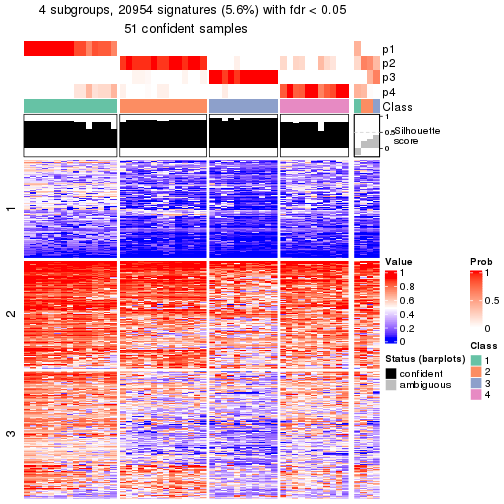 4 subgroups, 20954 signatures (5.6%) with fdr < 0.05
51 confident samples
p1
p2
p3
p4
Class
1
0.5
0
Silhouette
score
1
2
3
Value
1
0.8
0.6
0.4
0.2
0
Status (barplots)
confident
ambiguous
Prob
1
0.5
0
Class
1
2
3
4